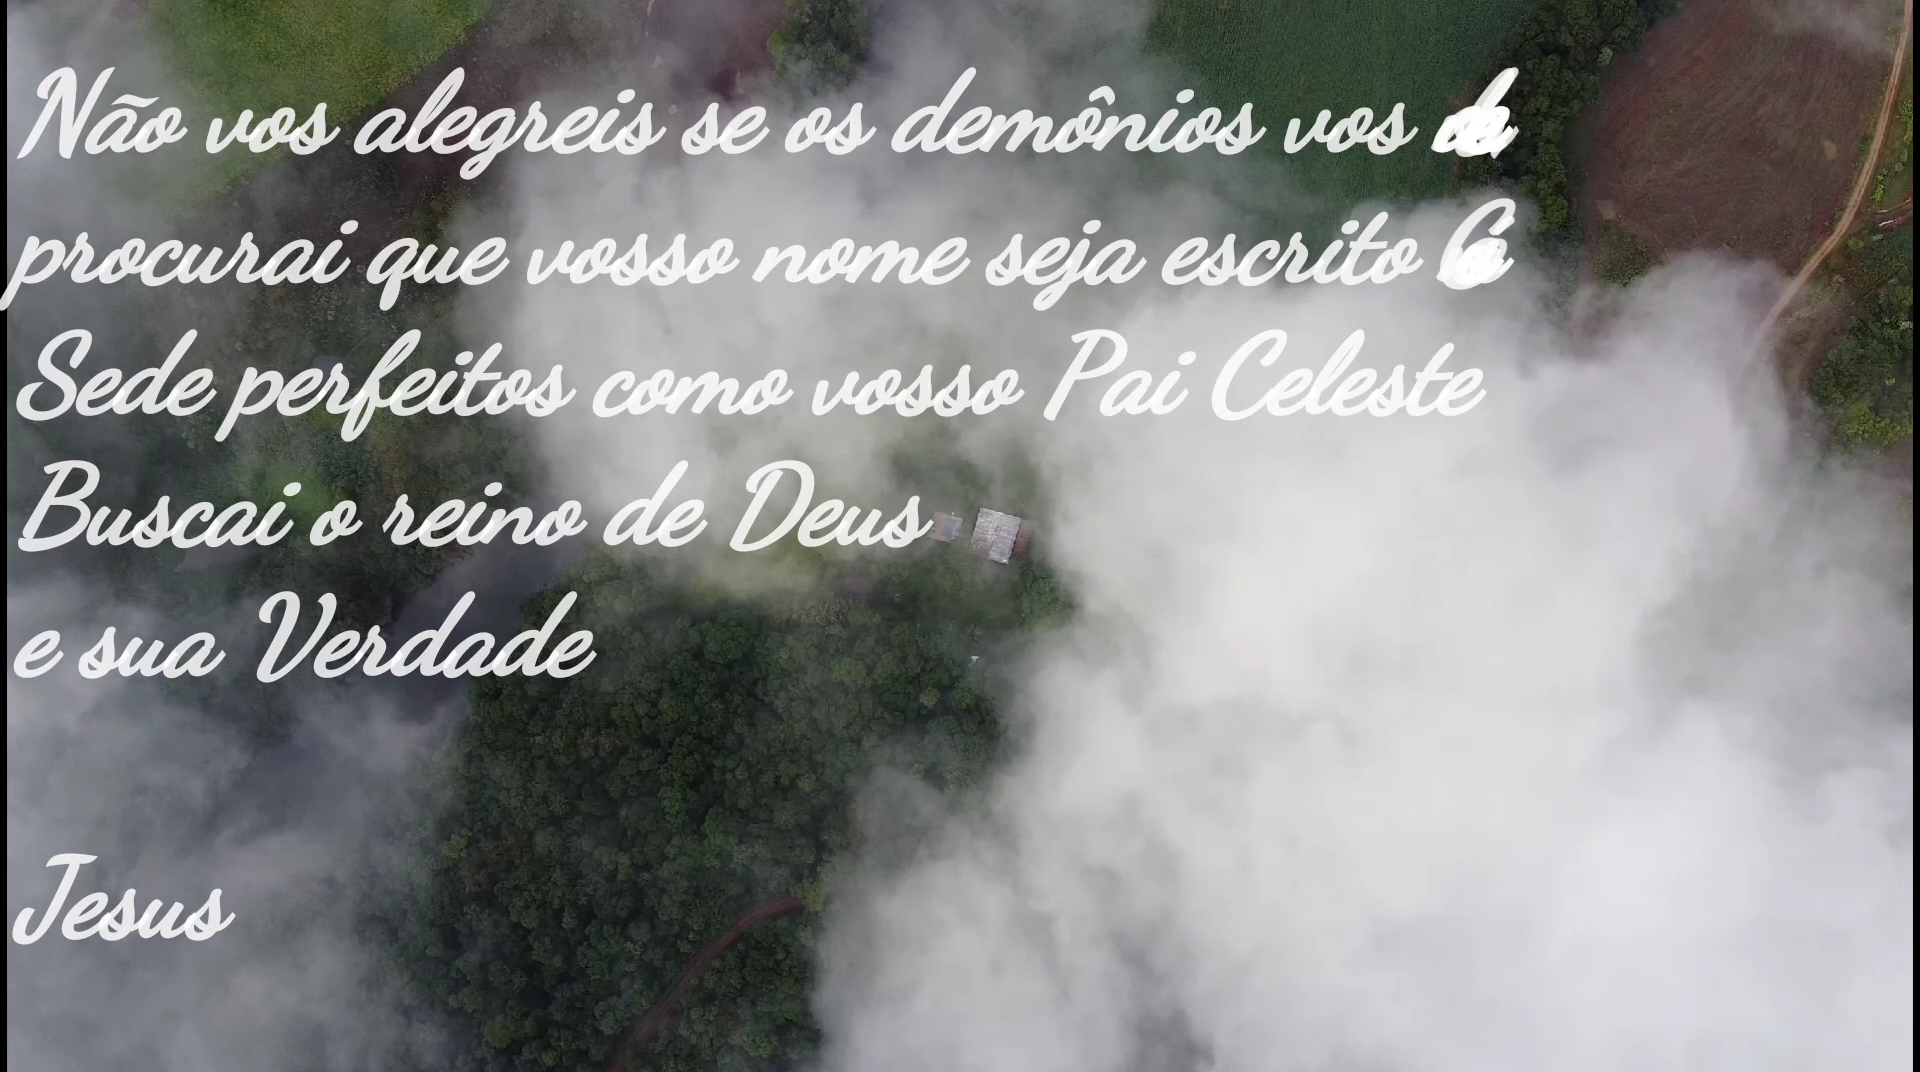 Não vos alegreis se os demônios vos
procurai que vosso nome seja escrito
Sede perfeitos como vosso Pai Celeste
Buscai o reino de Deus
e sua Verdade
Jesus